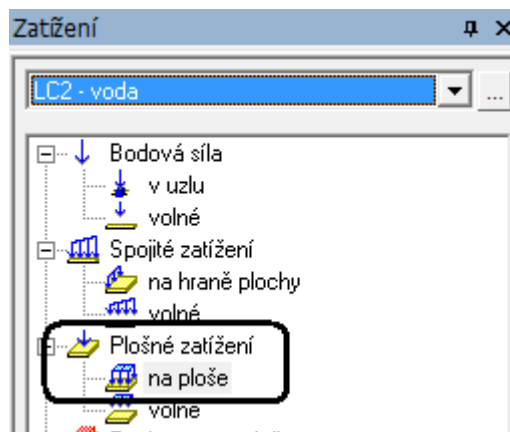 Zatížení
LC2 - voda
...
Bodová síla
v uzlu
volné
Spojité zatížení
na hraně plochy
volné
Plošné zatížení
na ploše
volné